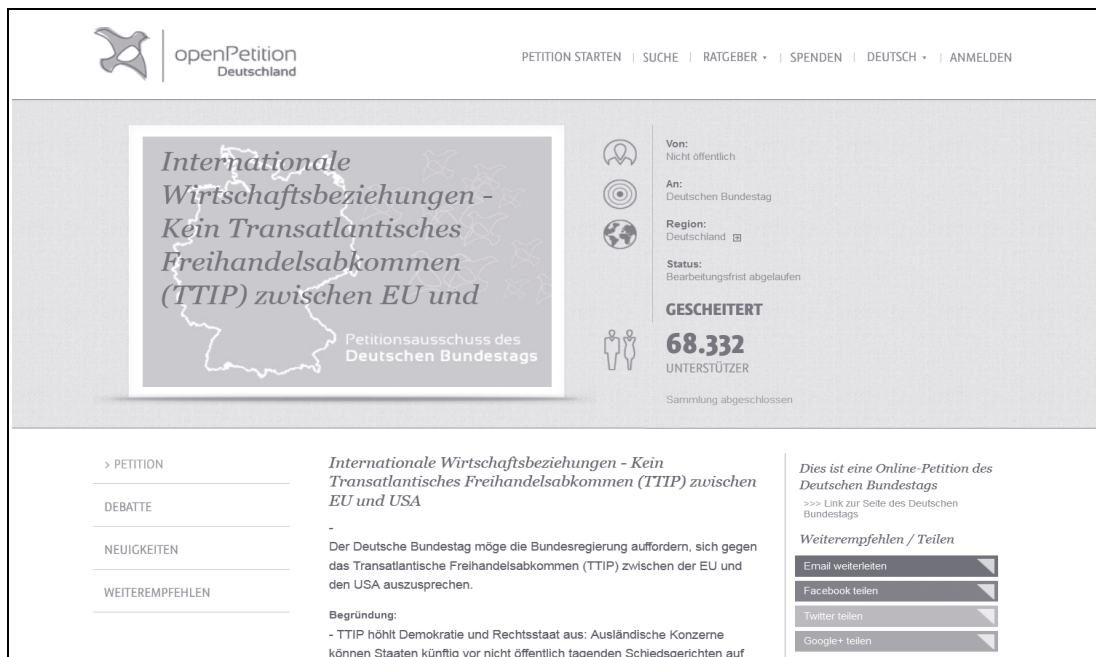 openPetition
Deutschland
PETITION STARTEN | SUCHE | RATGEBER | SPENDEN | DEUTSCH | ANMELDEN
Internationale
Wirtschaftsbeziehungen -
Kein Transatlantisches
Freihandelsabkommen
(TTIP) zwischen EU und
Petitionsausschuss des
Deutschen Bundestags
Von:
Nicht öffentlich
An:
Deutschen Bundestag
Region:
Deutschland
Status:
Bearbeitungsfrist abgelaufen
GESCHEITERT
68.332
UNTERSTÜTZER
Sammlung abgeschlossen
> PETITION
DEBATTE
NEUIGKEITEN
WEITEREMPFEHLEN
Internationale Wirtschaftsbeziehungen - Kein
Transatlantisches Freihandelsabkommen (TTIP) zwischen
EU und USA
-
Der Deutsche Bundestag möge die Bundesregierung auffordern, sich gegen
das Transatlantische Freihandelsabkommen (TTIP) zwischen der EU und
den USA auszusprechen.
Begründung:
- TTIP höhlt Demokratie und Rechtsstaat aus: Ausländische Konzerne
können Staaten künftig vor nicht öffentlich tagenden Schiedsgerichten auf
Dies ist eine Online-Petition des
Deutschen Bundestags
>>> Link zur Seite des Deutschen
Bundestags
Weiterempfehlen / Teilen
Email weiterleiten
Facebook teilen
Twitter teilen
Google+ teilen